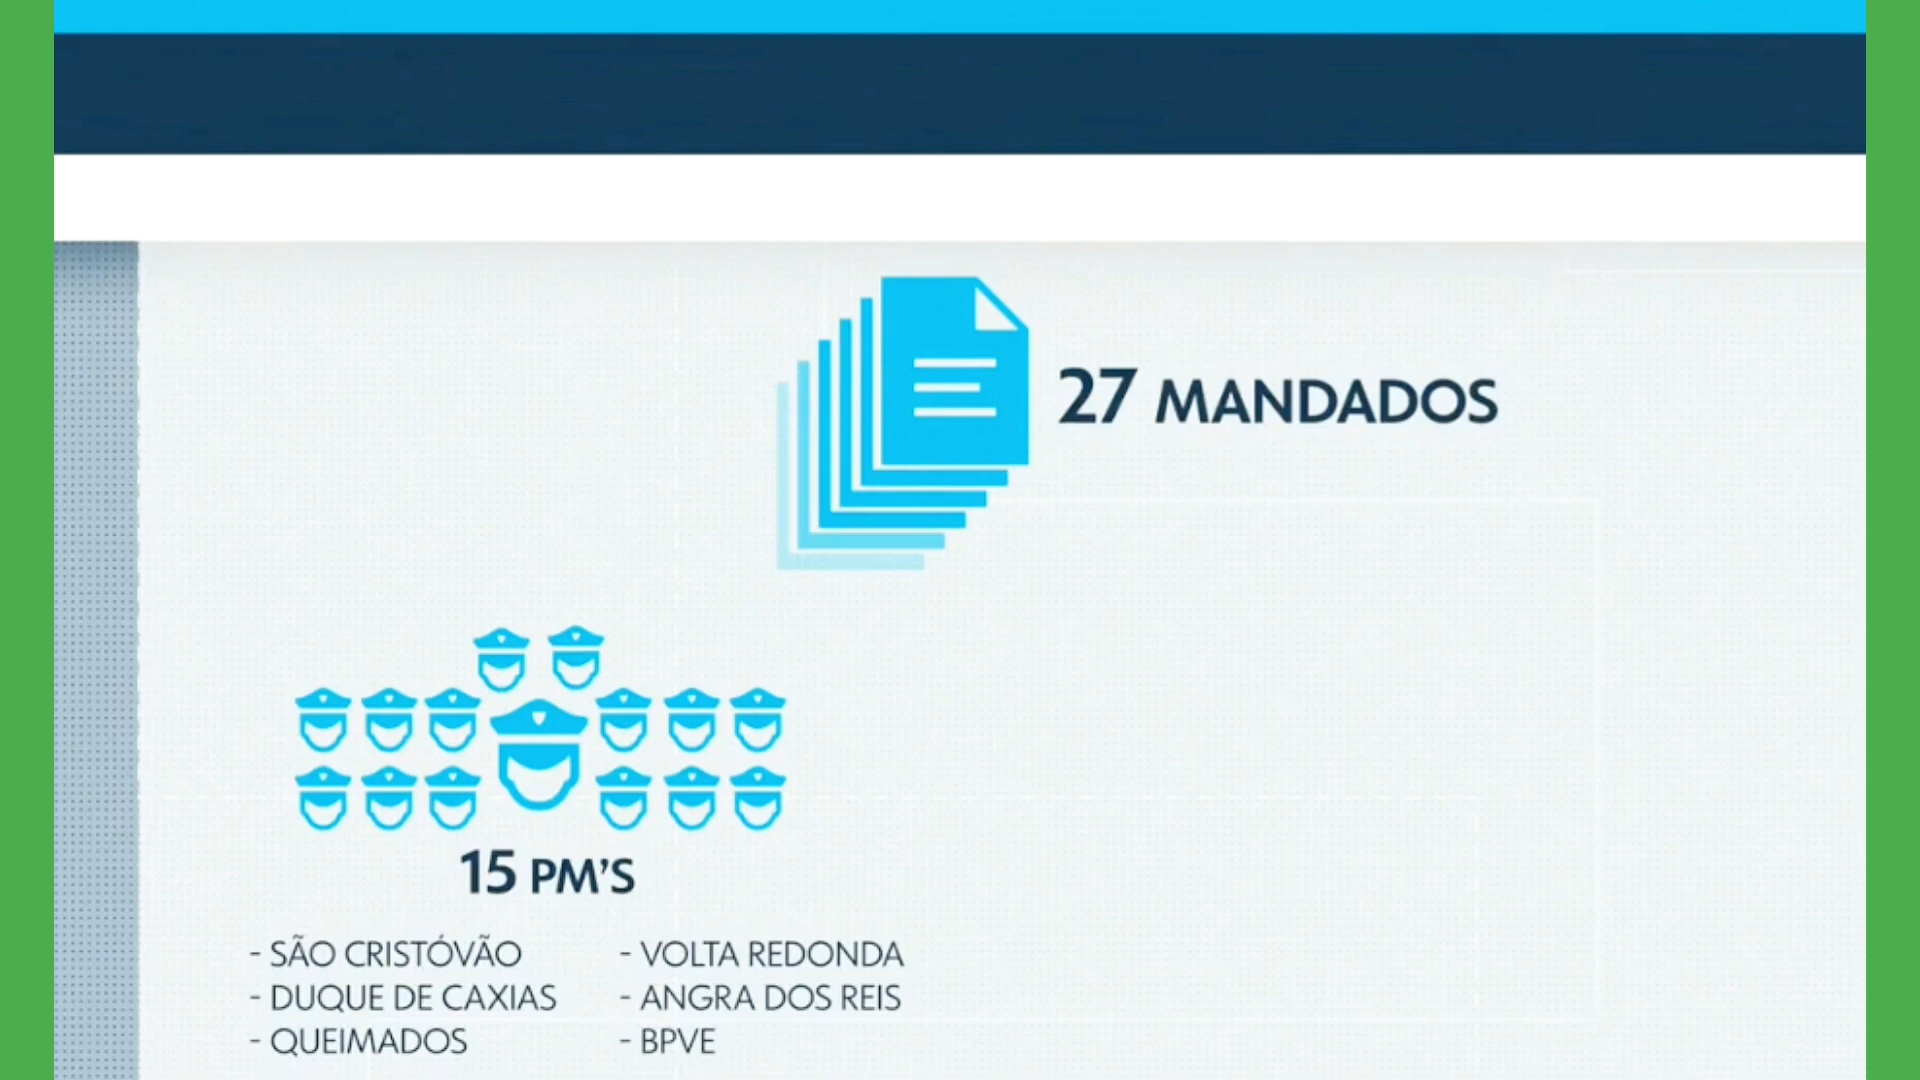 27 MANDADOS
15 PM'S
- SÃO CRISTÓVÃO
- DUQUE DE CAXIAS
- QUEIMADOS
- VOLTA REDONDA
- ANGRA DOS REIS
- BPVE